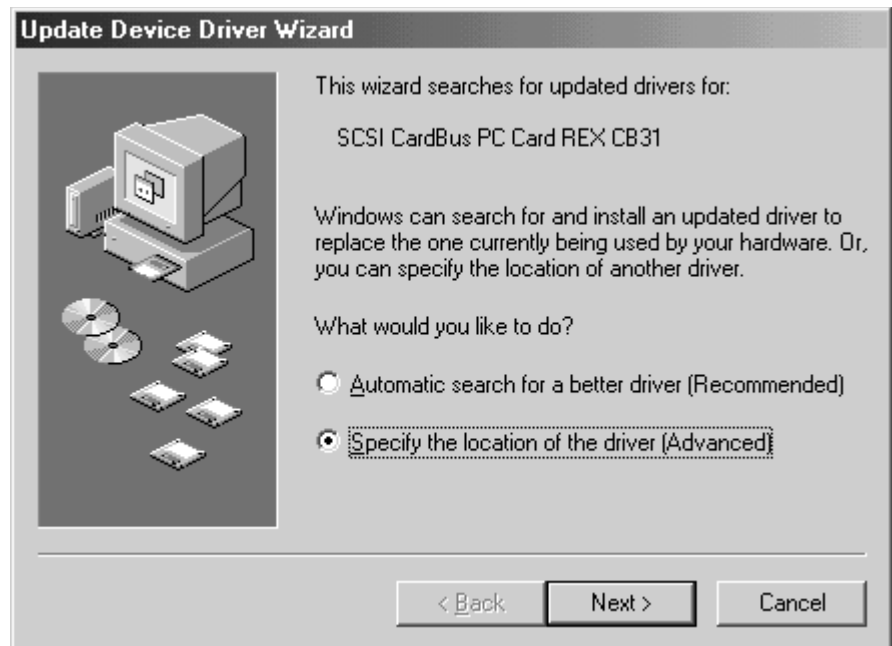 Update Device Driver Wizard
This wizard searches for updated drivers for:
SCSI CardBus PC Card REX CB31
Windows can search for and install an updated driver to
replace the one currently being used by your hardware. Or,
you can specify the location of another driver.
What would you like to do?
Automatic search for a better driver (Recommended)
Specify the location of the driver (Advanced)
< Back Next > Cancel